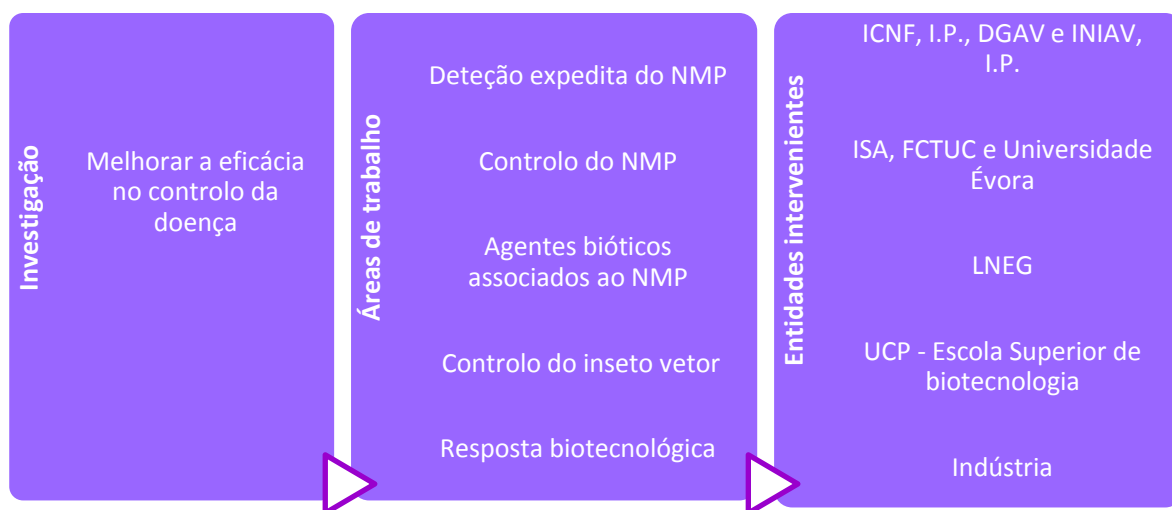 Investigação
Melhorar a eficácia
no controlo da
doença
Áreas de trabalho
Deteção expedita do NMP
Controlo do NMP
Agentes bióticos
associados ao NMP
Controlo do inseto vetor
Resposta biotecnológica
Entidades intervenientes
ICNF, I.P., DGAV e INIAV,
I.P.
ISA, FCTUC e Universidade
Évora
LNEG
UCP - Escola Superior de
biotecnologia
Indústria